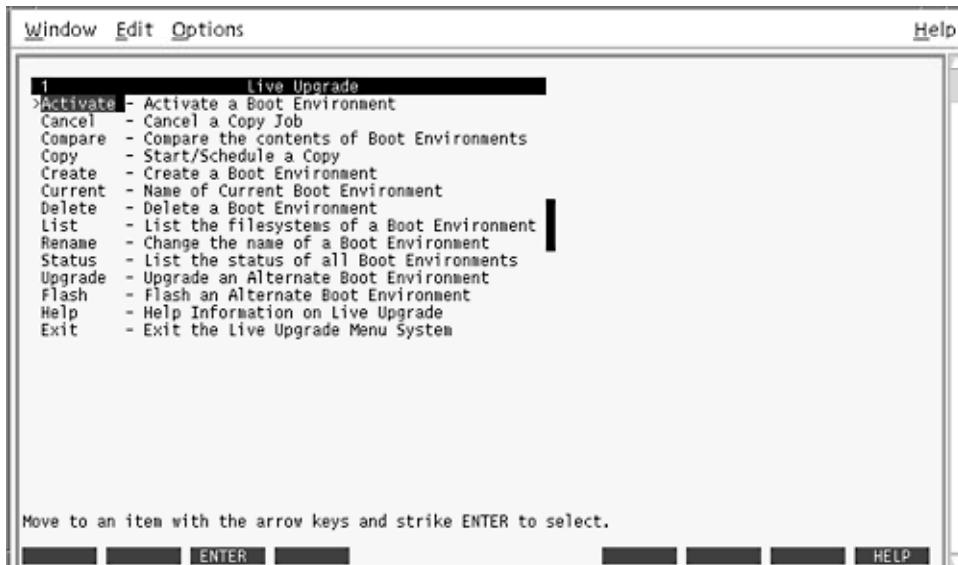 Window Edit Options Help
1 Live Upgrade
>Activate - Activate a Boot Environment
Cancel - Cancel a Copy Job
Compare - Compare the contents of Boot Environments
Copy - Start/Schedule a Copy
Create - Create a Boot Environment
Current - Name of Current Boot Environment
Delete - Delete a Boot Environment
List - List the filesystems of a Boot Environment
Rename - Change the name of a Boot Environment
Status - List the status of all Boot Environments
Upgrade - Upgrade an Alternate Boot Environment
Flash - Flash an Alternate Boot Environment
Help - Help Information on Live Upgrade
Exit - Exit the Live Upgrade Menu System
Move to an item with the arrow keys and strike ENTER to select.
ENTER HELP